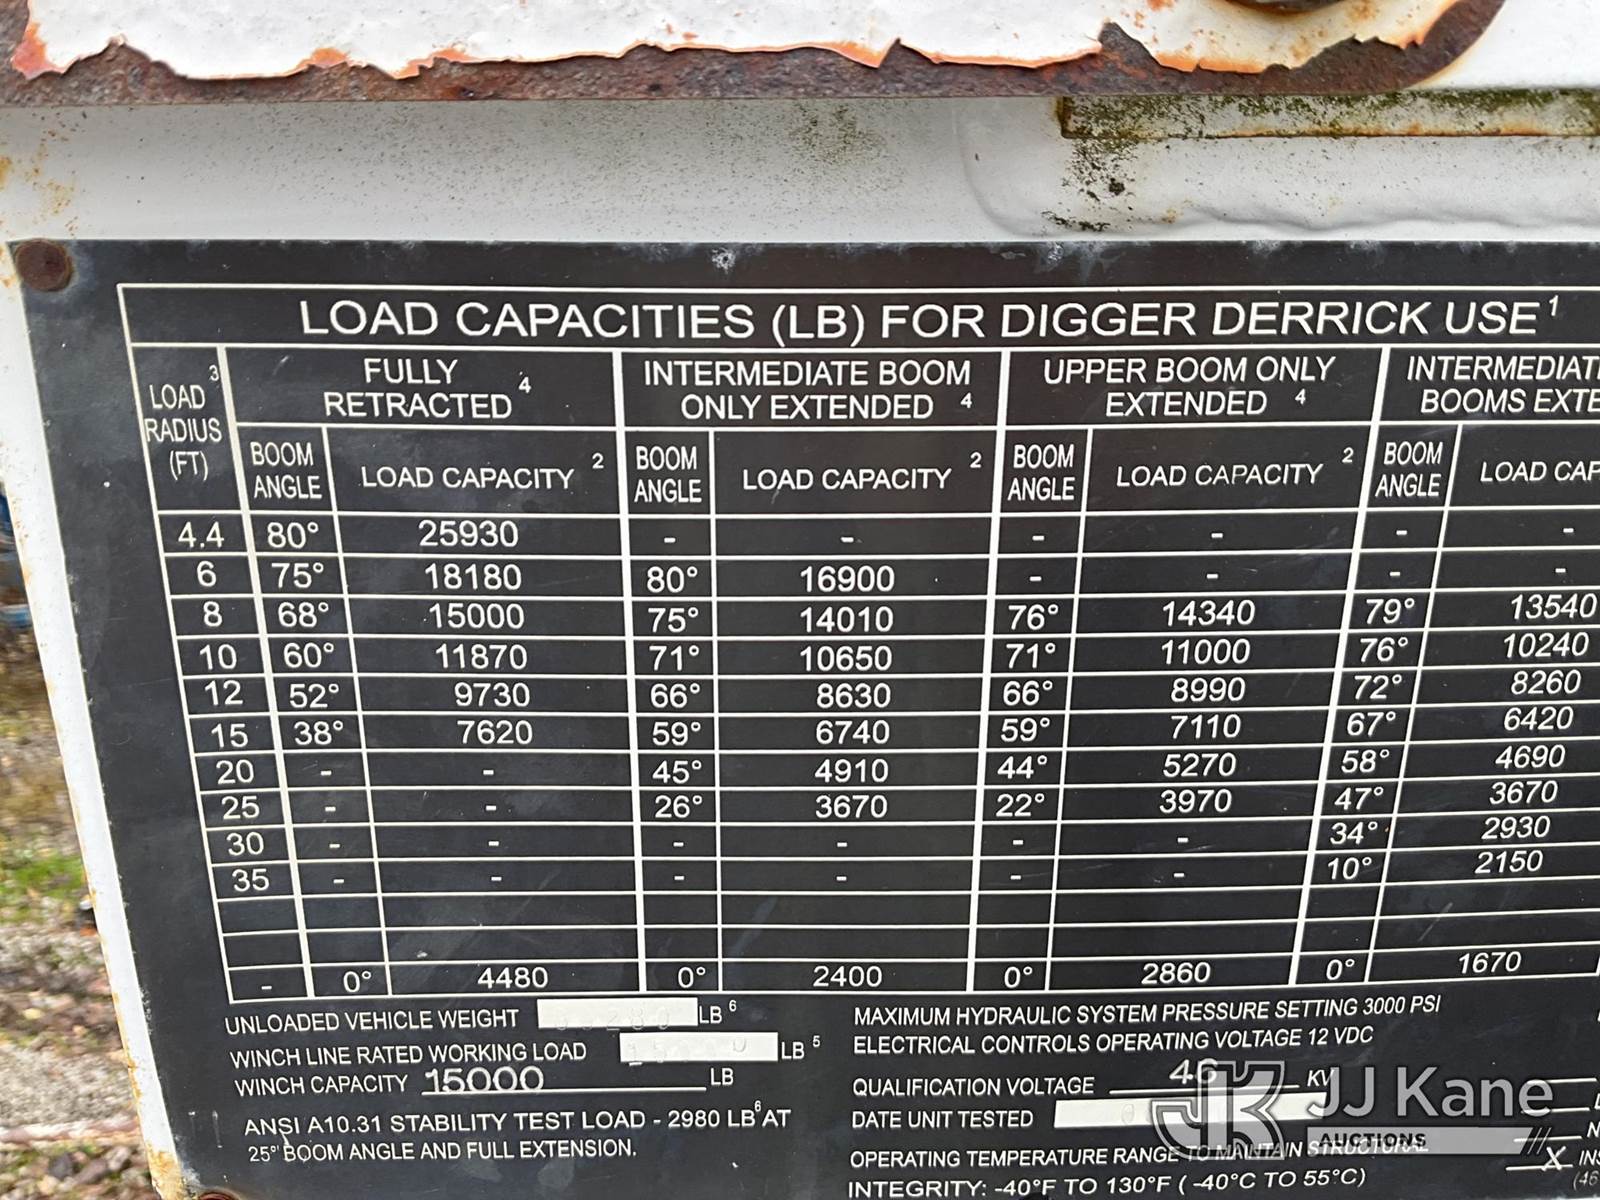 LOAD CAPACITIES (LB) FOR DIGGER DERRICK USE 1
LOAD 3 RADIUS (FT)
FULLY RETRACTED 4
INTERMEDIATE BOOM ONLY EXTENDED 4
UPPER BOOM ONLY EXTENDED 4
BOOMS
BOOM ANGLE LOAD CAPACITY 2 BOOM ANGLE LOAD CAPACITY 2 BOOM ANGLE LOAD CAPACITY 2 BOOM ANGLE LOAD
4.4 80° 25930 - - - - - -
6 75° 18180 80° 16900 - - - -
8 68° 15000 75° 14010 76° 14340 79° 13540
10 60° 11870 71° 10650 71° 11000 76° 10240
12 52° 9730 66° 8630 66° 8990 72° 8260
15 38° 7620 59° 6740 59° 7110 67° 6420
20 - - 45° 4910 44° 5270 58° 4690
25 - - 26° 3670 22° 3970 47° 3670
30 - - - - - - 34° 2930
35 - - - - - - 10° 2150
- 0° 4480 0° 2400 0° 2860 0° 1670
UNLOADED VEHICLE WEIGHT LB 6
WINCH LINE RATED WORKING LOAD LB 5
WINCH CAPACITY 15000 LB
ANSI A10.31 STABILITY TEST LOAD - 2980 LB 6 AT
25° BOOM ANGLE AND FULL EXTENSION.
MAXIMUM HYDRAULIC SYSTEM PRESSURE SETTING 3000 PSI
ELECTRICAL CONTROLS OPERATING VOLTAGE 12 VDC
QUALIFICATION VOLTAGE 46 KV
DATE UNIT TESTED
OPERATING TEMPERATURE RANGE TO MAINTAIN STRUCTURAL
INTEGRITY: -40°F TO 130°F ( -40°C TO 55°C)
X
JJ Kane
AUCTIONS